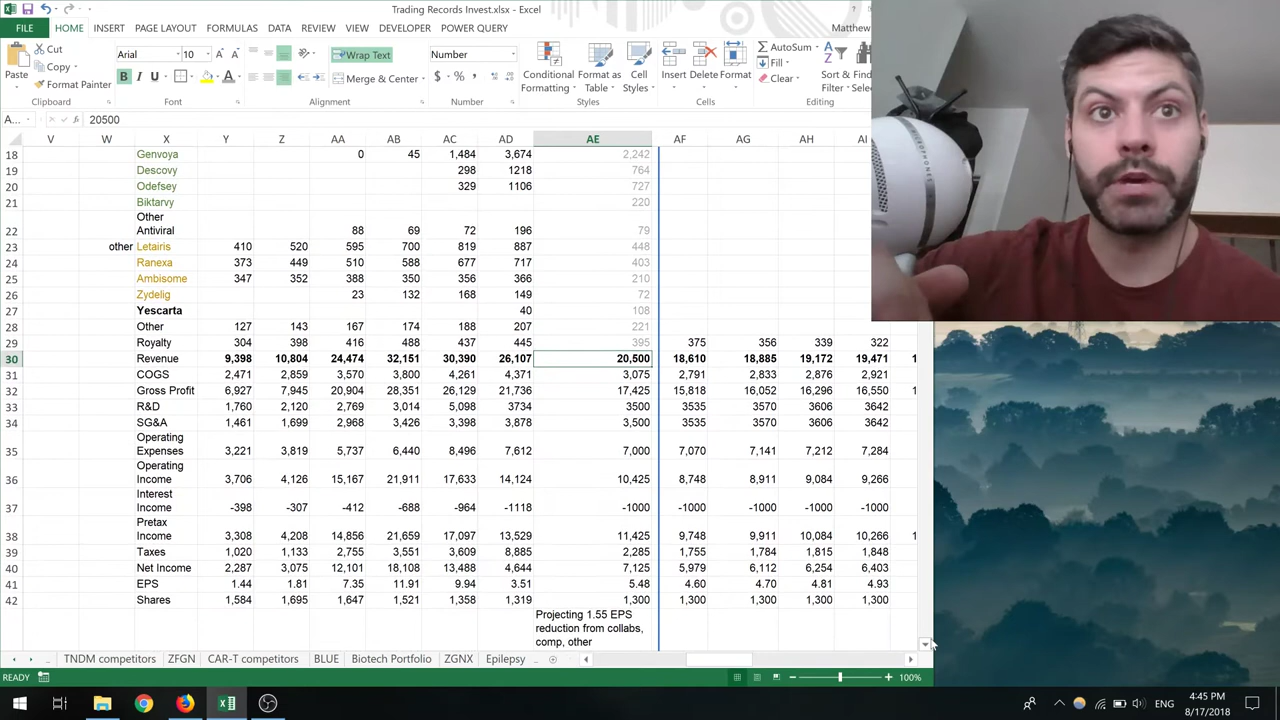 Trading Records Invest.xlsx - Excel
?
FILE HOME INSERT PAGE LAYOUT FORMULAS DATA REVIEW VIEW DEVELOPER POWER QUERY Matthew
Paste Cut Copy Format Painter Clipboard
Arial 10 B I U A A A Font
Wrap Text Merge & Center Alignment
Number $ % , Number
Conditional Formatting Format as Table Cell Styles Styles
Insert Delete Format Cells
AutoSum Fill Clear Sort & Filter Editing
A... fx 20500
V W X Y Z AA AB AC AD AE AF AG AH AI
18 Genvoya 0 45 1,484 3,674 2,242
19 Descovy 298 1218 764
20 Odefsey 329 1106 727
21 Biktarvy 220
22 Other Antiviral 88 69 72 196 79
23 other Letairis 410 520 595 700 819 887 448
24 Ranexa 373 449 510 588 677 717 403
25 Ambisome 347 352 388 350 356 366 210
26 Zydelig 23 132 168 149 72
27 Yescarta 40 108
28 Other 127 143 167 174 188 207 221
29 Royalty 304 398 416 488 437 445 395 375 356 339 322
30 Revenue 9,398 10,804 24,474 32,151 30,390 26,107 20,500 18,610 18,885 19,172 19,471 1
31 COGS 2,471 2,859 3,570 3,800 4,261 4,371 3,075 2,791 2,833 2,876 2,921
32 Gross Profit 6,927 7,945 20,904 28,351 26,129 21,736 17,425 15,818 16,052 16,296 16,550 1
33 R&D 1,760 2,120 2,769 3,014 5,098 3734 3500 3535 3570 3606 3642
34 SG&A 1,461 1,699 2,968 3,426 3,398 3,878 3,500 3535 3570 3606 3642
35 Operating Expenses 3,221 3,819 5,737 6,440 8,496 7,612 7,000 7,070 7,141 7,212 7,284
36 Operating Income 3,706 4,126 15,167 21,911 17,633 14,124 10,425 8,748 8,911 9,084 9,266
37 Interest Income -398 -307 -412 -688 -964 -1118 -1000 -1000 -1000 -1000 -1000
38 Pretax Income 3,308 4,108 14,856 21,659 17,097 13,529 11,425 9,748 9,911 10,084 10,266 1
39 Taxes 1,020 1,133 2,755 3,551 3,609 8,885 2,285 1,755 1,784 1,815 1,848
40 Net Income 2,287 3,075 12,101 18,108 13,488 4,644 7,125 5,979 6,112 6,254 6,403
41 EPS 1.44 1.81 7.35 11.91 9.94 3.51 5.48 4.60 4.70 4.81 4.93
42 Shares 1,584 1,695 1,647 1,521 1,358 1,319 1,300 1,300 1,300 1,300 1,300
Projecting 1.55 EPS
reduction from collabs,
comp, other
... TNDM competitors ZFGN CAR-T competitors BLUE Biotech Portfolio ZGNX Epilepsy ...
READY 100%
4:45 PM
ENG
8/17/2018